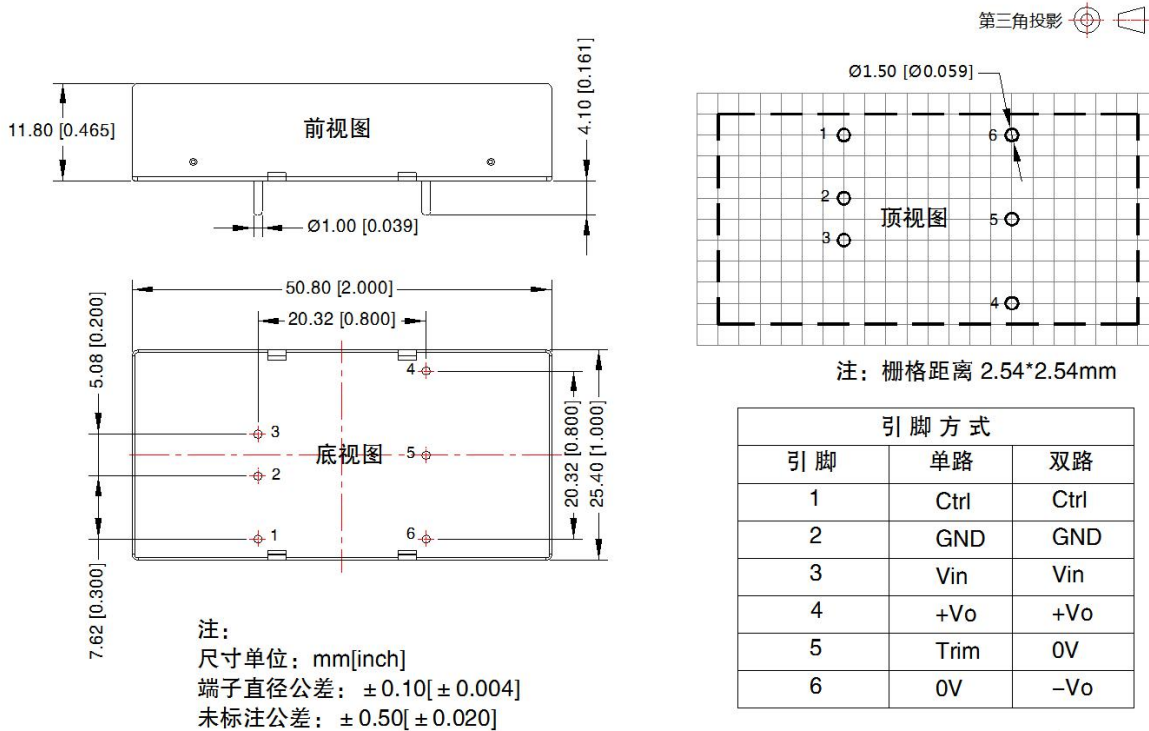 第三角投影
11.80 [0.465]
前视图
4.10 [0.161]
Ø1.00 [0.039]
Ø1.50 [Ø0.059]
1
6
2
顶视图
5
3
4
注：栅格距离 2.54*2.54mm
50.80 [2.000]
20.32 [0.800]
5.08 [0.200]
4
3
底视图
5
2
1
6
20.32 [0.800]
25.40 [1.000]
7.62 [0.300]
注：
尺寸单位：mm[inch]
端子直径公差：±0.10[±0.004]
未标注公差：±0.50[±0.020]
引 脚 方 式
引 脚 单路 双路
1 Ctrl Ctrl
2 GND GND
3 Vin Vin
4 +Vo +Vo
5 Trim 0V
6 0V −Vo